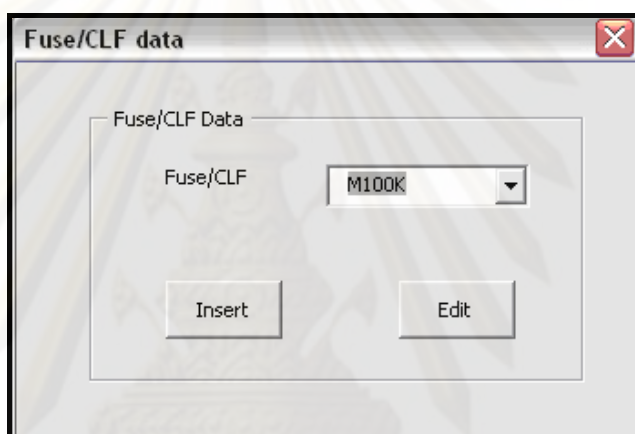 Fuse/CLF data
Fuse/CLF Data
Fuse/CLF M100K
Insert Edit